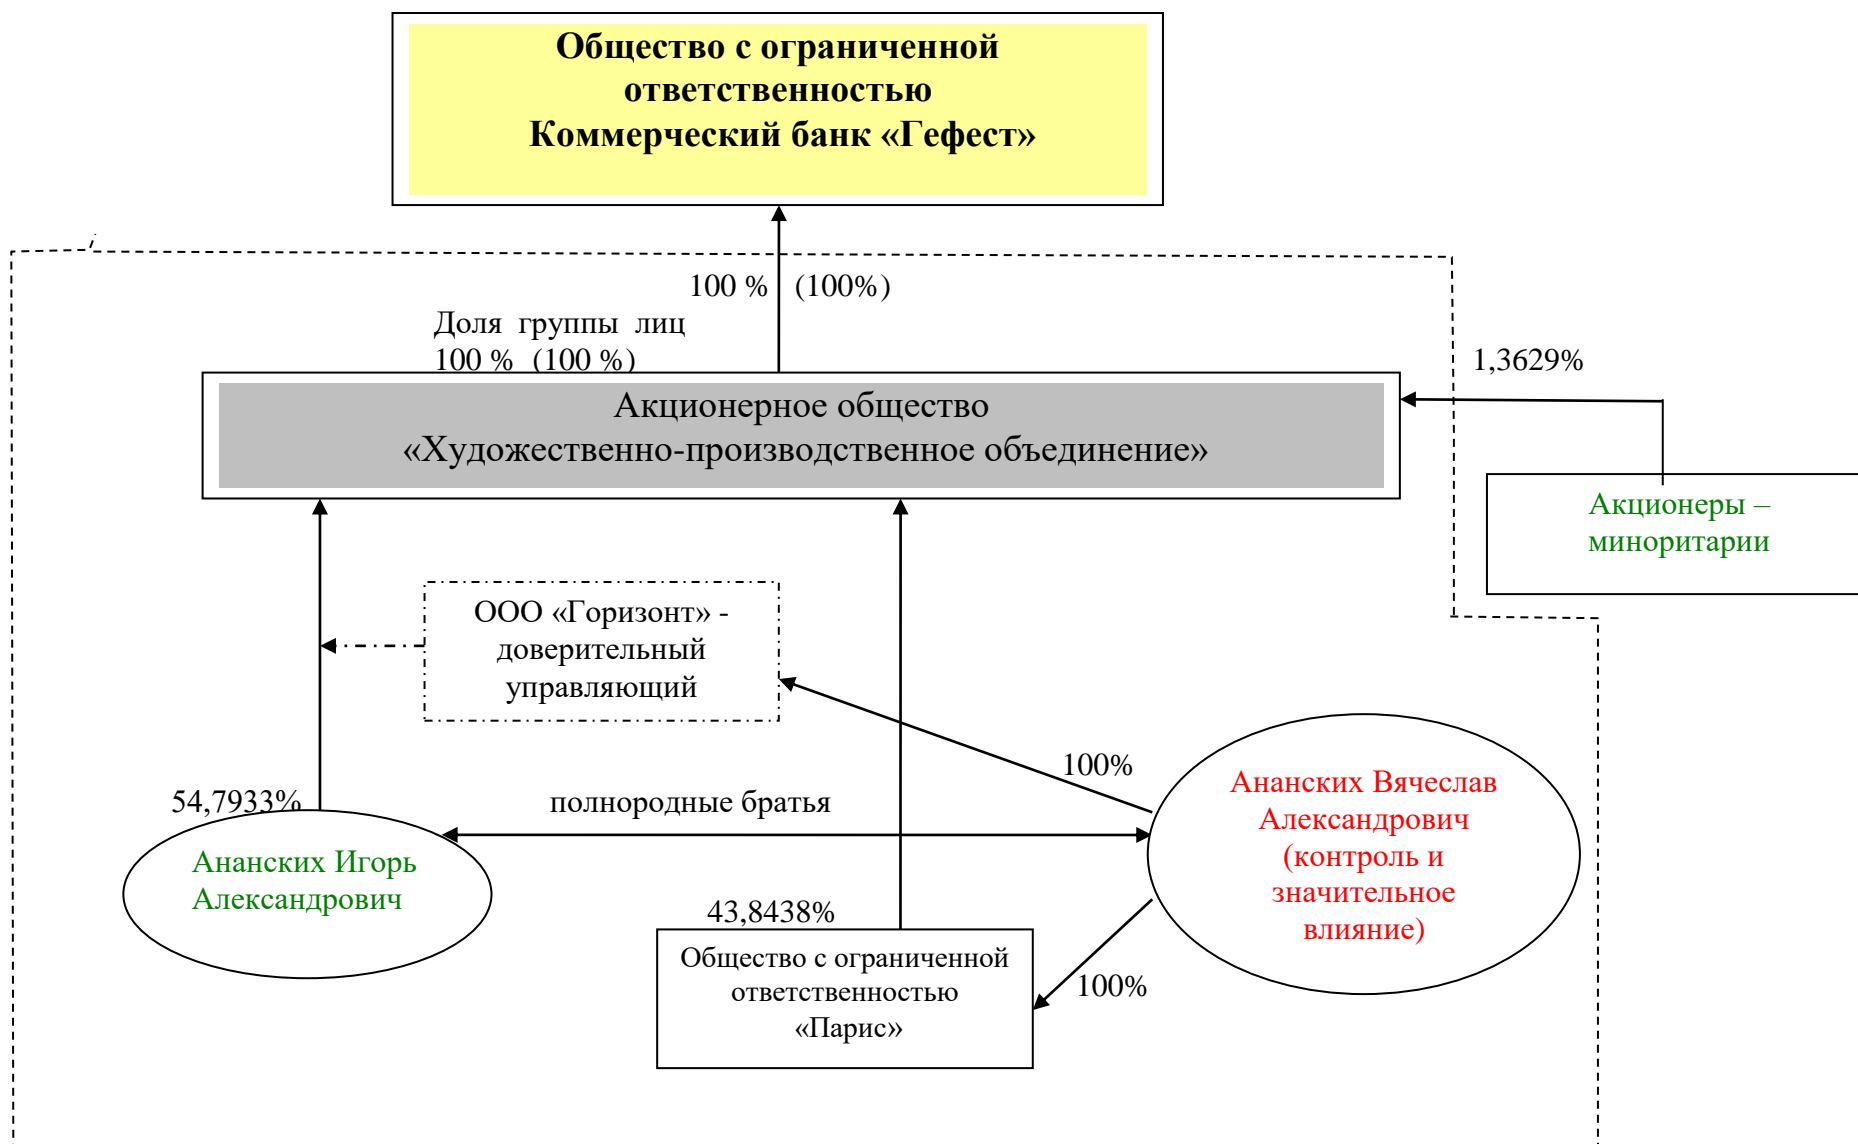 Общество с ограниченной
ответственностью
Коммерческий банк «Гефест»
100 % (100%)
Доля группы лиц
100 % (100 %)
1,3629%
Акционерное общество
«Художественно-производственное объединение»
Акционеры –
миноритарии
ООО «Горизонт» -
доверительный
управляющий
100%
54,7933%
полнородные братья
Ананских Вячеслав
Александрович
(контроль и
значительное
влияние)
Ананских Игорь
Александрович
43,8438%
Общество с ограниченной
ответственностью
«Парис»
100%